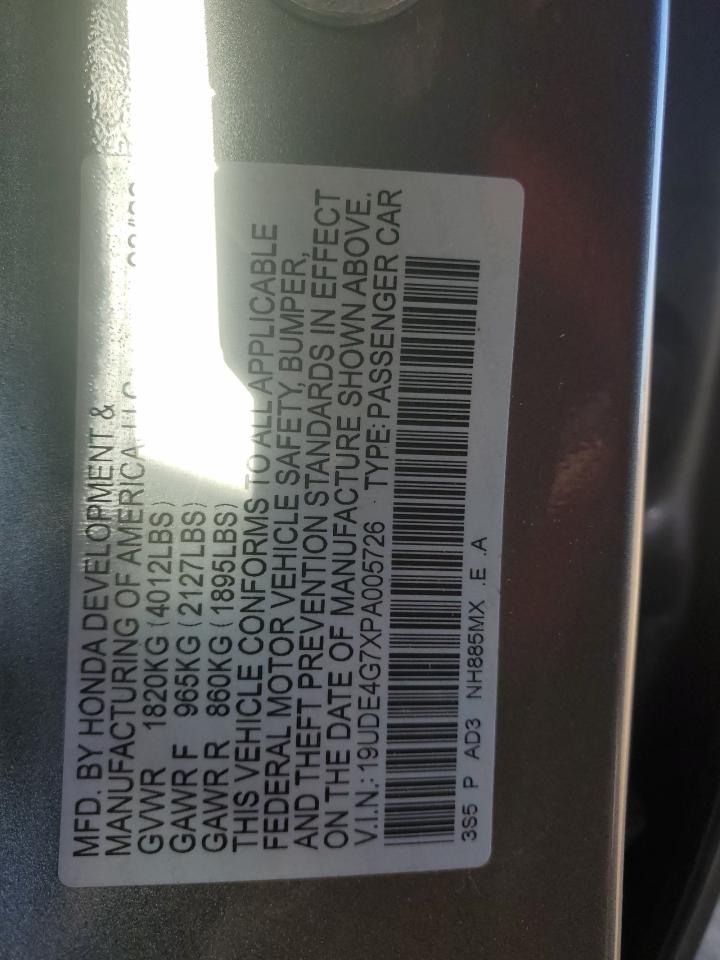 MFD. BY HONDA DEVELOPMENT &
MANUFACTURING OF AMERICA, LLC
GVWR 1820KG (4012LBS)
GAWR F 965KG (2127LBS)
GAWR R 860KG (1895LBS)
THIS VEHICLE CONFORMS TO ALL APPLICABLE
FEDERAL MOTOR VEHICLE SAFETY, BUMPER,
AND THEFT PREVENTION STANDARDS IN EFFECT
ON THE DATE OF MANUFACTURE SHOWN ABOVE.
V.I.N.: 19UDE4G7XPA005726 TYPE: PASSENGER CAR
3S5 P AD3 NH885MX .E .A